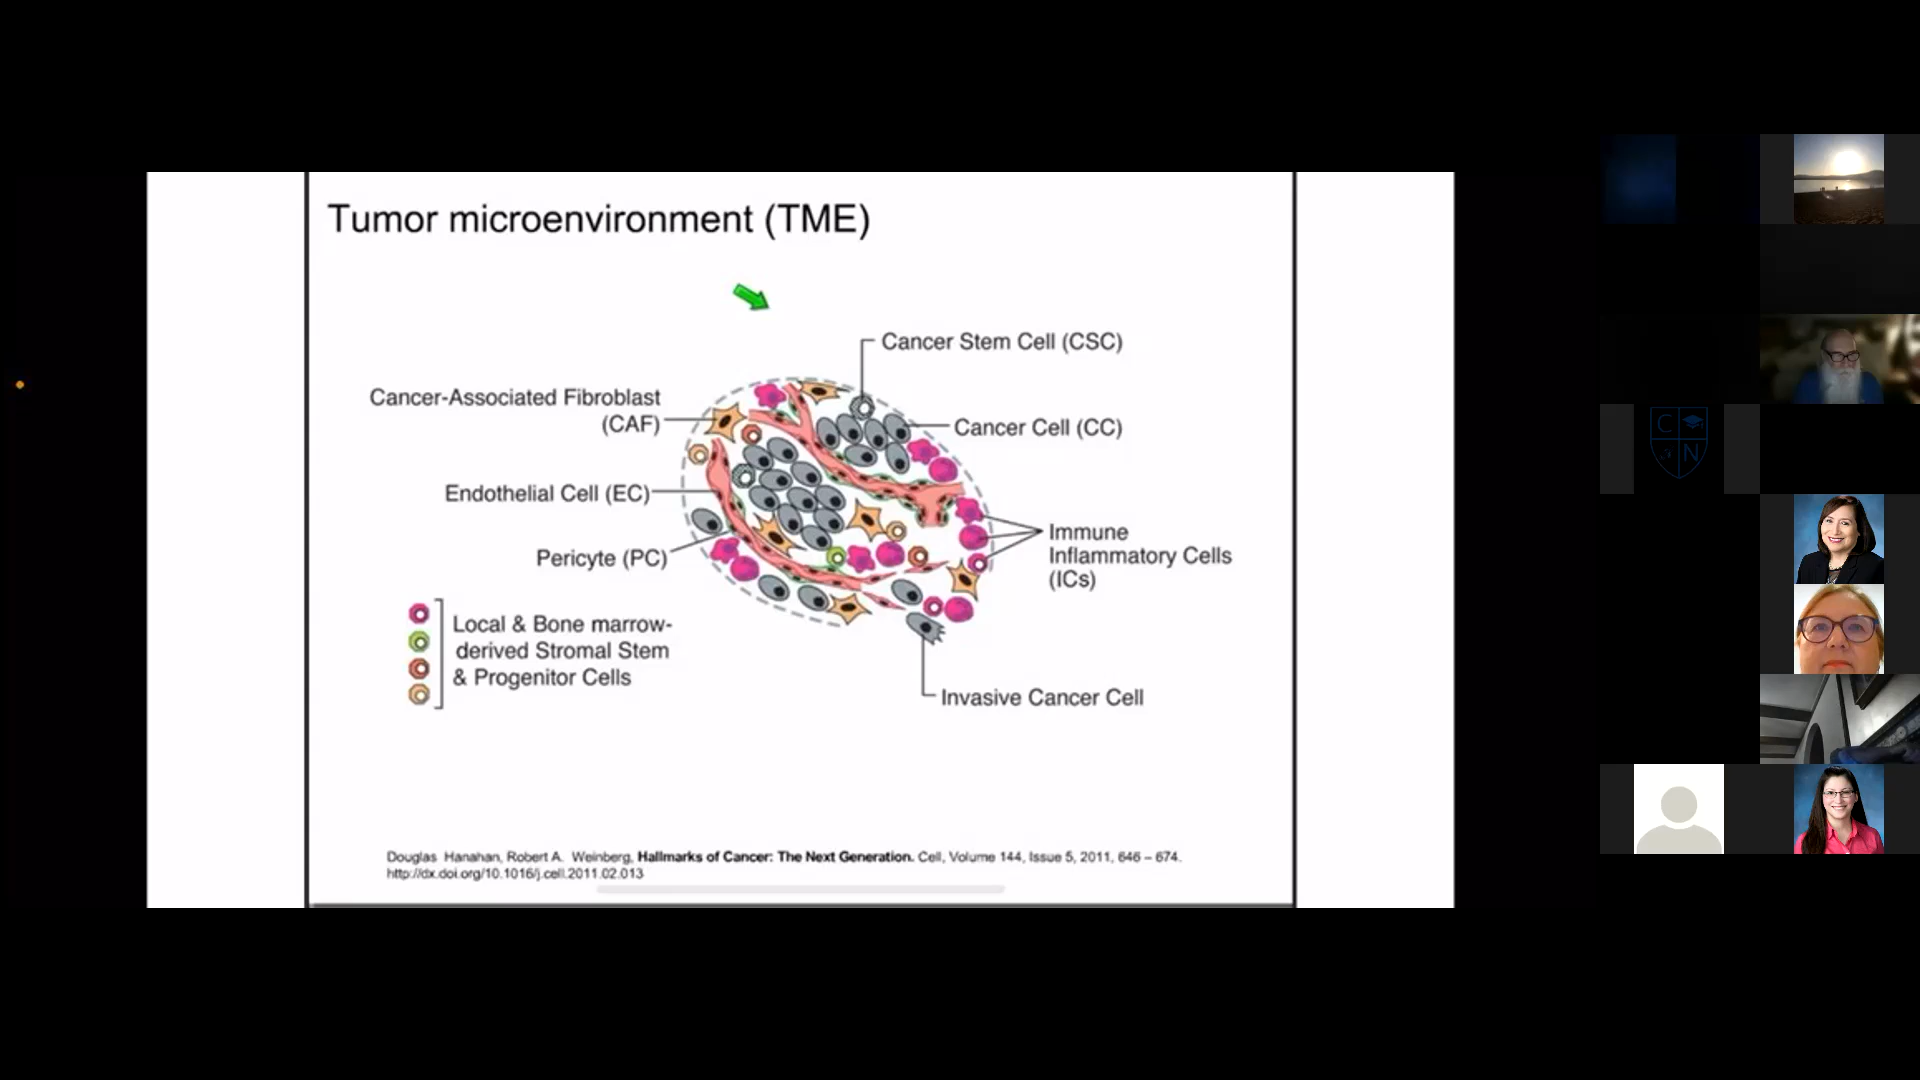 Tumor microenvironment (TME)
Cancer Stem Cell (CSC)
Cancer-Associated Fibroblast
(CAF)
Cancer Cell (CC)
Endothelial Cell (EC)
Immune
Inflammatory Cells
(ICs)
Pericyte (PC)
Local & Bone marrow-
derived Stromal Stem
& Progenitor Cells
Invasive Cancer Cell
Douglas Hanahan, Robert A. Weinberg, Hallmarks of Cancer: The Next Generation. Cell, Volume 144, Issue 5, 2011, 646 – 674.
http://dx.doi.org/10.1016/j.cell.2011.02.013
C
N